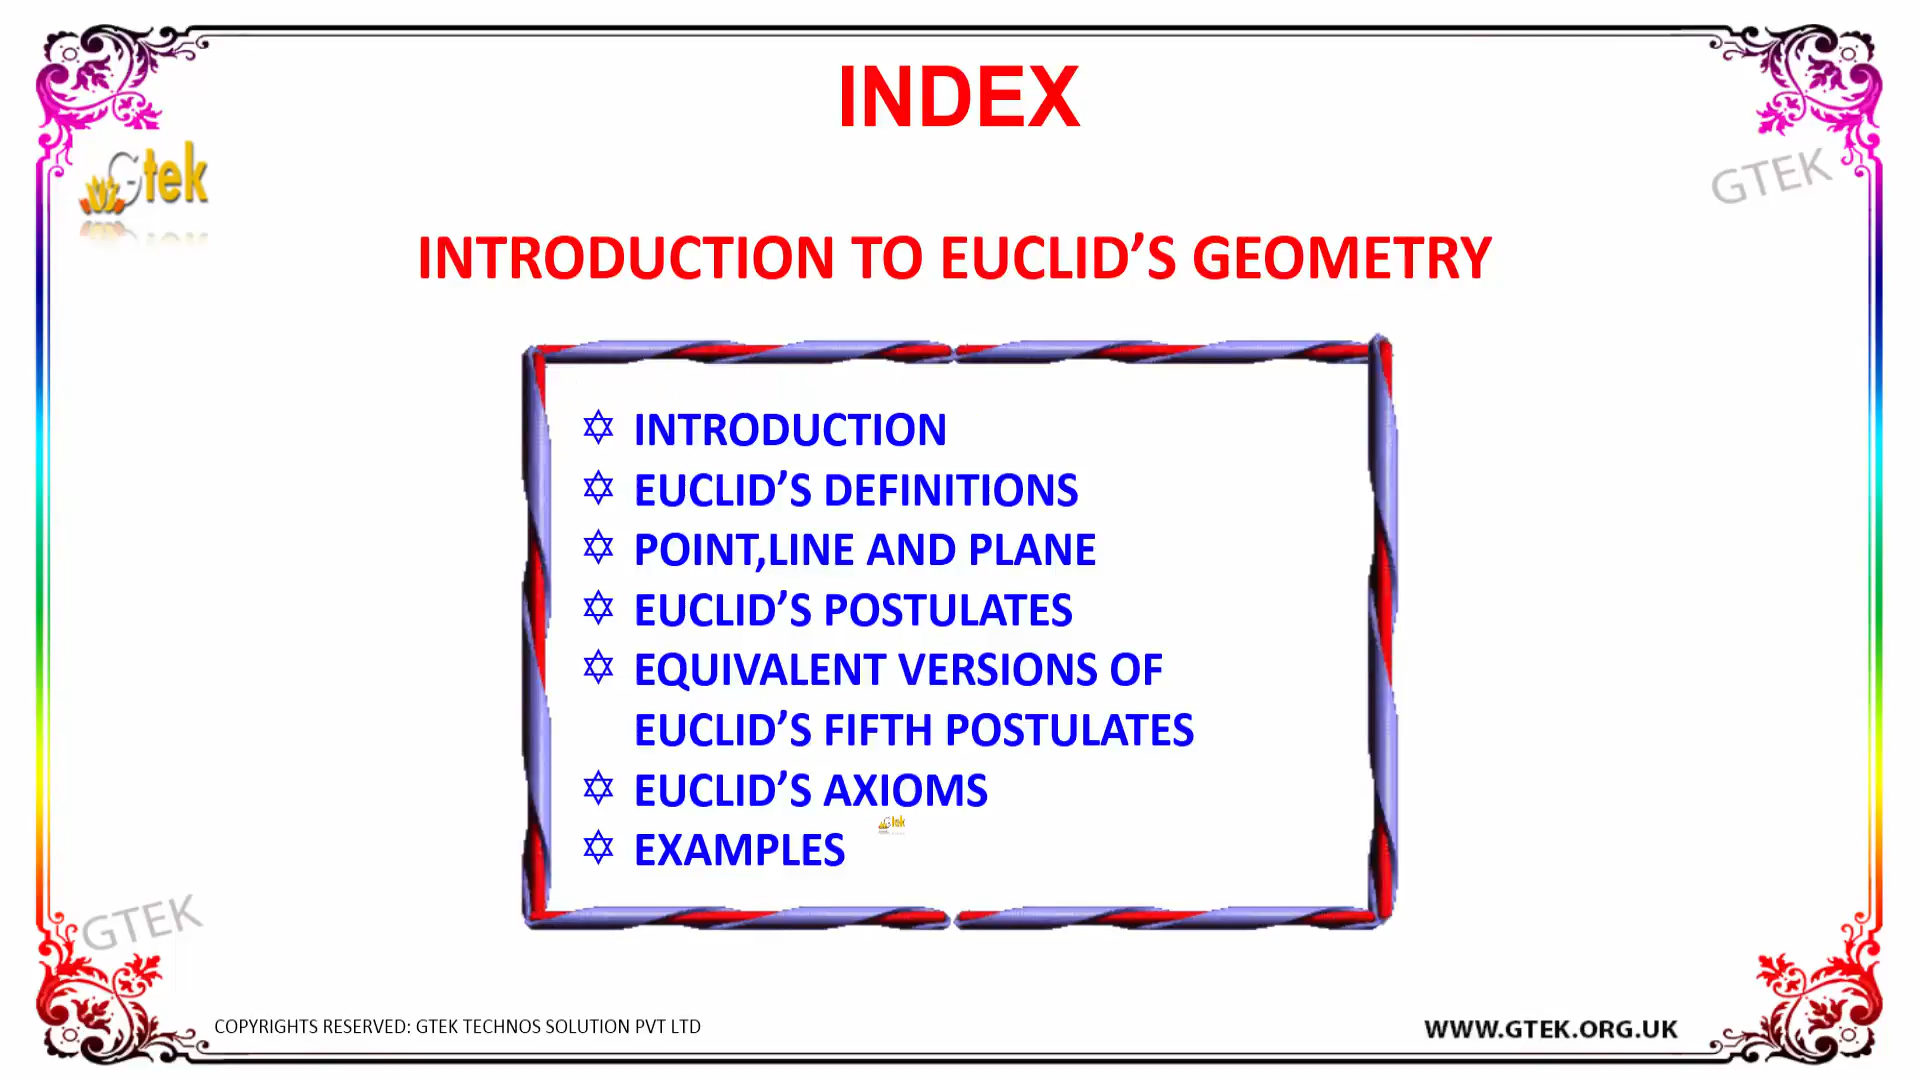 INDEX
Gtek
GTEK
INTRODUCTION TO EUCLID’S GEOMETRY
INTRODUCTION
EUCLID’S DEFINITIONS
POINT,LINE AND PLANE
EUCLID’S POSTULATES
EQUIVALENT VERSIONS OF
EUCLID’S FIFTH POSTULATES
EUCLID’S AXIOMS
Gtek
EXAMPLES
GTEK
COPYRIGHTS RESERVED: GTEK TECHNOS SOLUTION PVT LTD
WWW.GTEK.ORG.UK